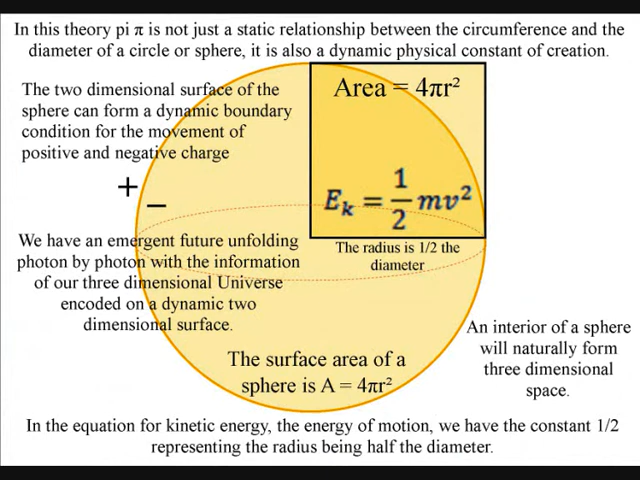 In this theory pi π is not just a static relationship between the circumference and the
diameter of a circle or sphere, it is also a dynamic physical constant of creation.
The two dimensional surface of the
sphere can form a dynamic boundary
condition for the movement of
positive and negative charge
+ −
Area = 4πr²
E_k = 1/2 mv²
The radius is 1/2 the
diameter
We have an emergent future unfolding
photon by photon with the information
of our three dimensional Universe
encoded on a dynamic two
dimensional surface.
An interior of a sphere
will naturally form
three dimensional
space.
The surface area of a
sphere is A = 4πr²
In the equation for kinetic energy, the energy of motion, we have the constant 1/2
representing the radius being half the diameter.